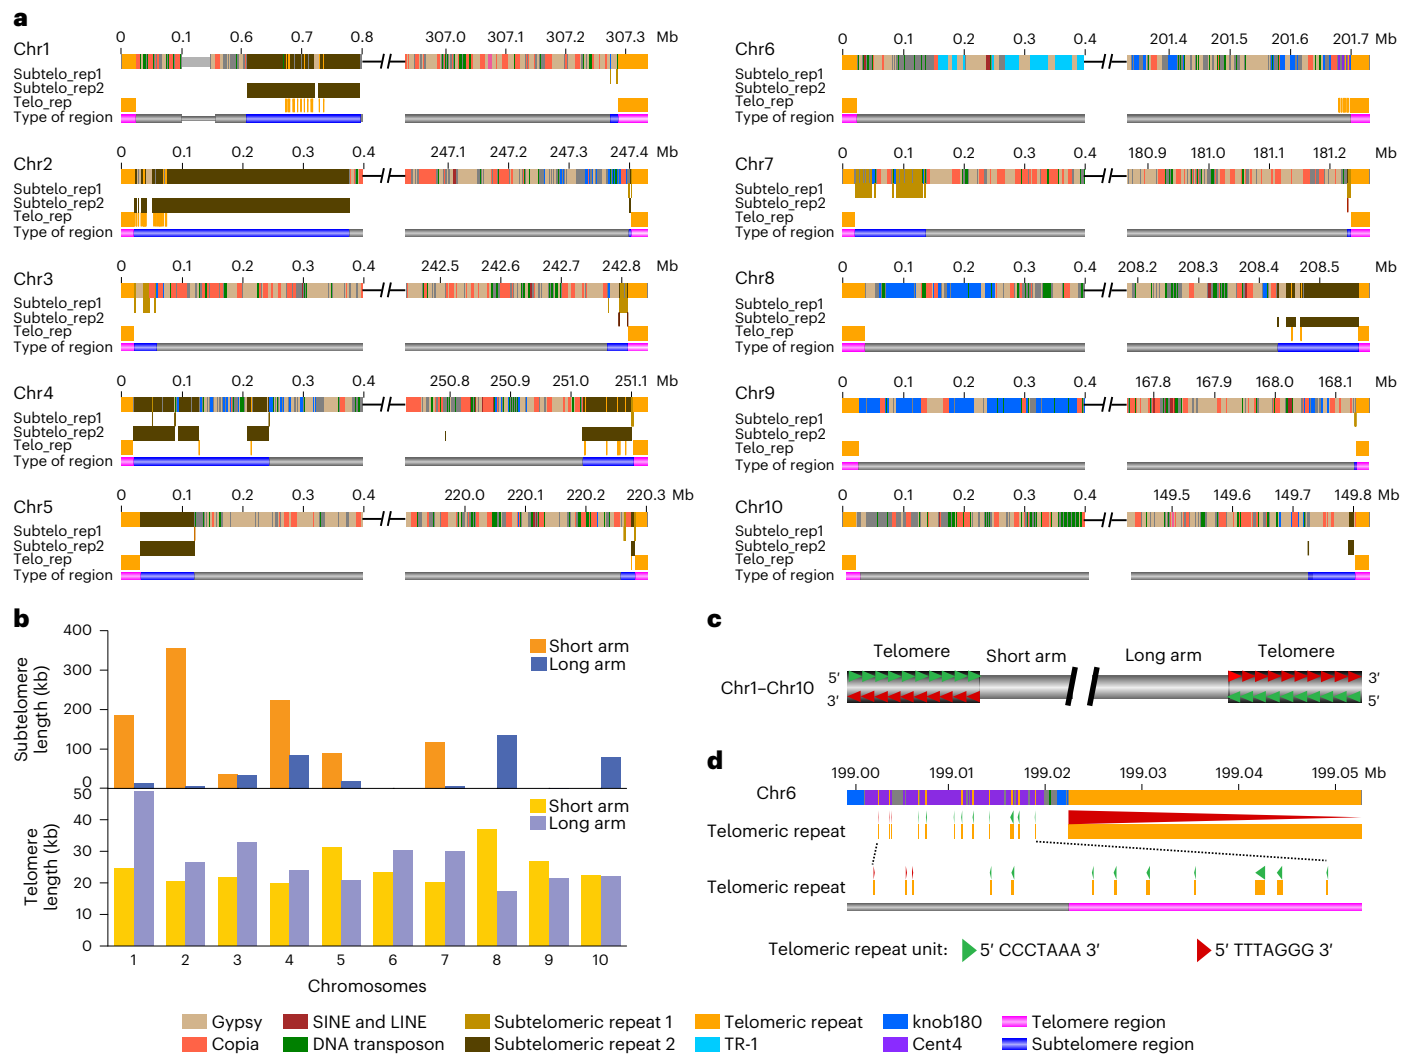 a
Chr1
0 0.1 0.6 0.7 0.8 307.0 307.1 307.2 307.3 Mb
Subtelo_rep1
Subtelo_rep2
Telo_rep
Type of region
Chr2
0 0.1 0.2 0.3 0.4 247.1 247.2 247.3 247.4 Mb
Subtelo_rep1
Subtelo_rep2
Telo_rep
Type of region
Chr3
0 0.1 0.2 0.3 0.4 242.5 242.6 242.7 242.8 Mb
Subtelo_rep1
Subtelo_rep2
Telo_rep
Type of region
Chr4
0 0.1 0.2 0.3 0.4 250.8 250.9 251.0 251.1 Mb
Subtelo_rep1
Subtelo_rep2
Telo_rep
Type of region
Chr5
0 0.1 0.2 0.3 0.4 220.0 220.1 220.2 220.3 Mb
Subtelo_rep1
Subtelo_rep2
Telo_rep
Type of region
Chr6
0 0.1 0.2 0.3 0.4 201.4 201.5 201.6 201.7 Mb
Subtelo_rep1
Subtelo_rep2
Telo_rep
Type of region
Chr7
0 0.1 0.2 0.3 0.4 180.9 181.0 181.1 181.2 Mb
Subtelo_rep1
Subtelo_rep2
Telo_rep
Type of region
Chr8
0 0.1 0.2 0.3 0.4 208.2 208.3 208.4 208.5 Mb
Subtelo_rep1
Subtelo_rep2
Telo_rep
Type of region
Chr9
0 0.1 0.2 0.3 0.4 167.8 167.9 168.0 168.1 Mb
Subtelo_rep1
Subtelo_rep2
Telo_rep
Type of region
Chr10
0 0.1 0.2 0.3 0.4 149.5 149.6 149.7 149.8 Mb
Subtelo_rep1
Subtelo_rep2
Telo_rep
Type of region
b
Subtelomere
length (kb)
400
300
200
100
0
Short arm
Long arm
Telomere
length (kb)
50
40
30
20
10
0
Short arm
Long arm
1 2 3 4 5 6 7 8 9 10
Chromosomes
c
Telomere Short arm Long arm Telomere
Chr1–Chr10
5′ 3′
3′ 5′
d
199.00 199.01 199.02 199.03 199.04 199.05 Mb
Chr6
Telomeric repeat
Telomeric repeat
Telomeric repeat unit: 5′ CCCTAAA 3′ 5′ TTTAGGG 3′
Gypsy SINE and LINE Subtelomeric repeat 1 Telomeric repeat knob180 Telomere region
Copia DNA transposon Subtelomeric repeat 2 TR-1 Cent4 Subtelomere region